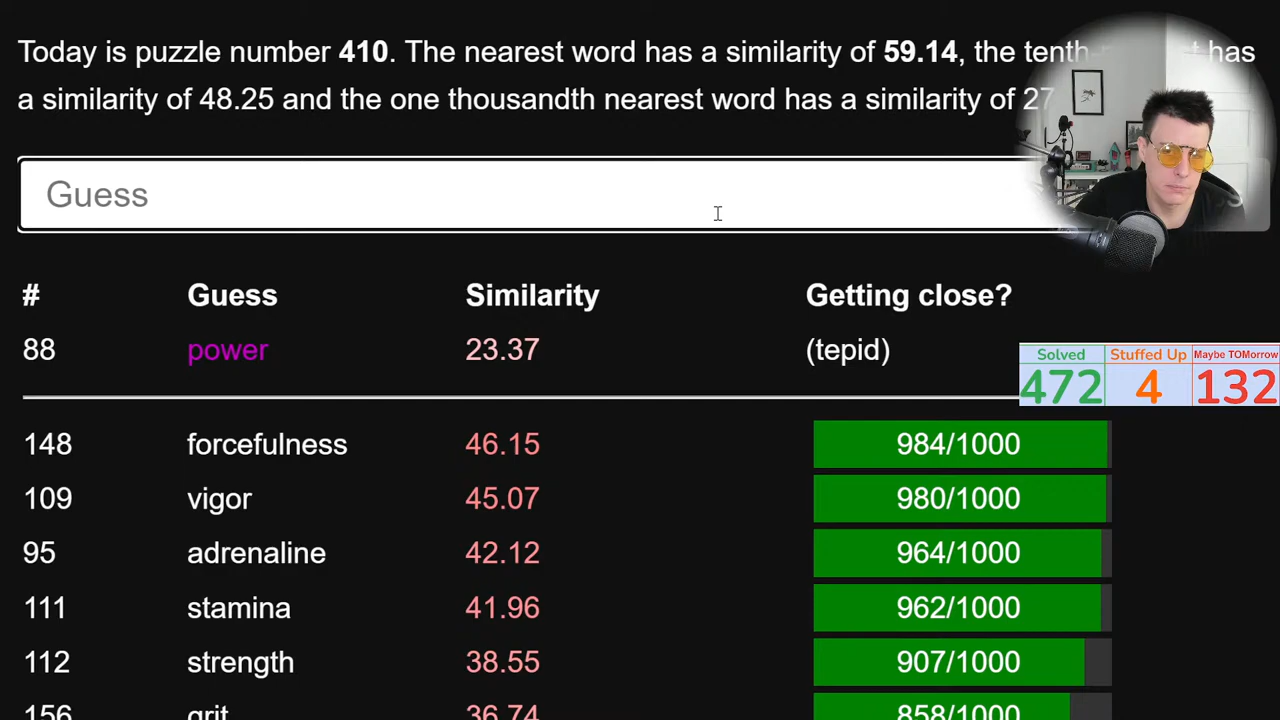 Today is puzzle number 410. The nearest word has a similarity of 59.14, the tenth has
a similarity of 48.25 and the one thousandth nearest word has a similarity of 27
Guess
# Guess Similarity Getting close?
88 power 23.37 (tepid)
Solved Stuffed Up Maybe TOMorrow
472 4 132
148 forcefulness 46.15 984/1000
109 vigor 45.07 980/1000
95 adrenaline 42.12 964/1000
111 stamina 41.96 962/1000
112 strength 38.55 907/1000
156 grit 36.74 858/1000